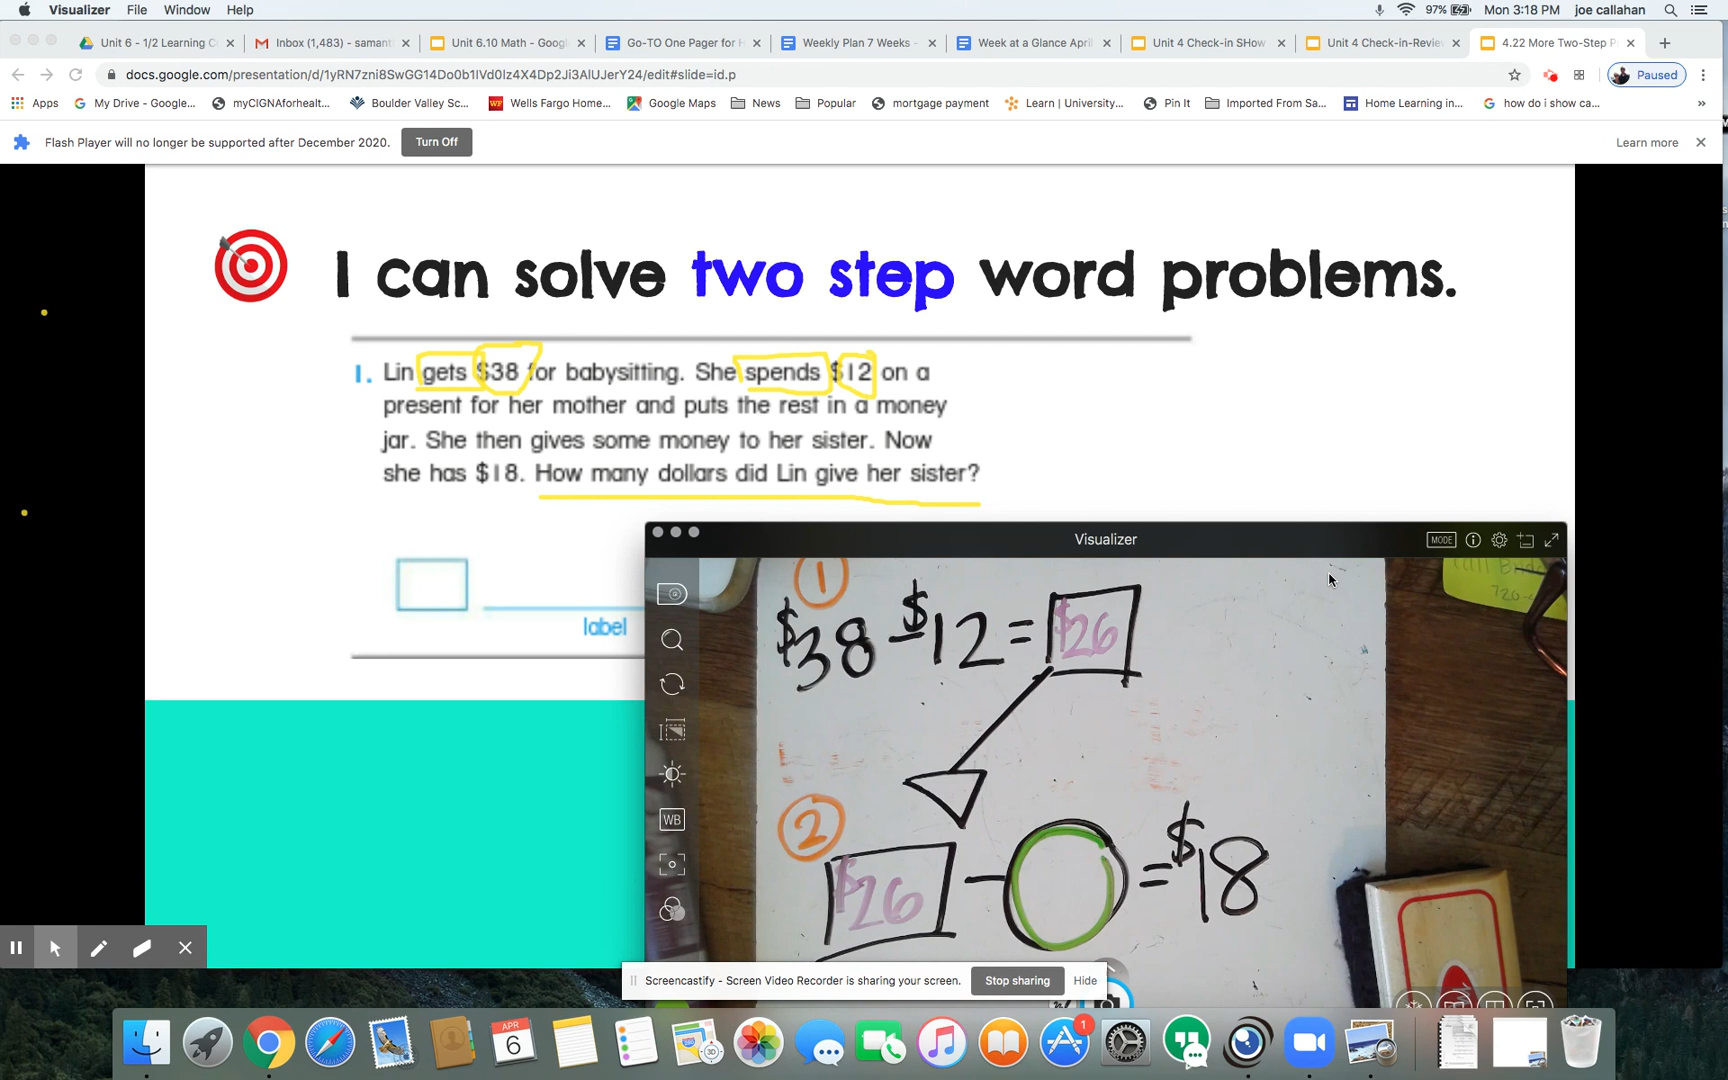 Visualizer File Window Help 97% Mon 3:18 PM joe callahan
Unit 6 - 1/2 Learning C Inbox (1,483) - samant Unit 6.10 Math - Goog Go-TO One Pager for H Weekly Plan 7 Weeks - Week at a Glance April Unit 4 Check-in SHow Unit 4 Check-in-Revie 4.22 More Two-Step P
docs.google.com/presentation/d/1yRN7zni8SwGG14Do0b1lVd0Iz4X4Dp2Ji3AlUJerY24/edit#slide=id.p Paused
Apps My Drive - Google... myCIGNAforhealt... Boulder Valley Sc... Wells Fargo Home... Google Maps News Popular mortgage payment Learn | University... Pin It Imported From Sa... Home Learning in... how do i show ca... »
Flash Player will no longer be supported after December 2020. Turn Off Learn more
I can solve two step word problems.
1. Lin gets $38 for babysitting. She spends $12 on a
present for her mother and puts the rest in a money
jar. She then gives some money to her sister. Now
she has $18. How many dollars did Lin give her sister?
label
Visualizer MODE
1
$38 - $12 = $26
WB
2
$26 - = $18
Screencastify - Screen Video Recorder is sharing your screen. Stop sharing Hide
APR
6
3D
1